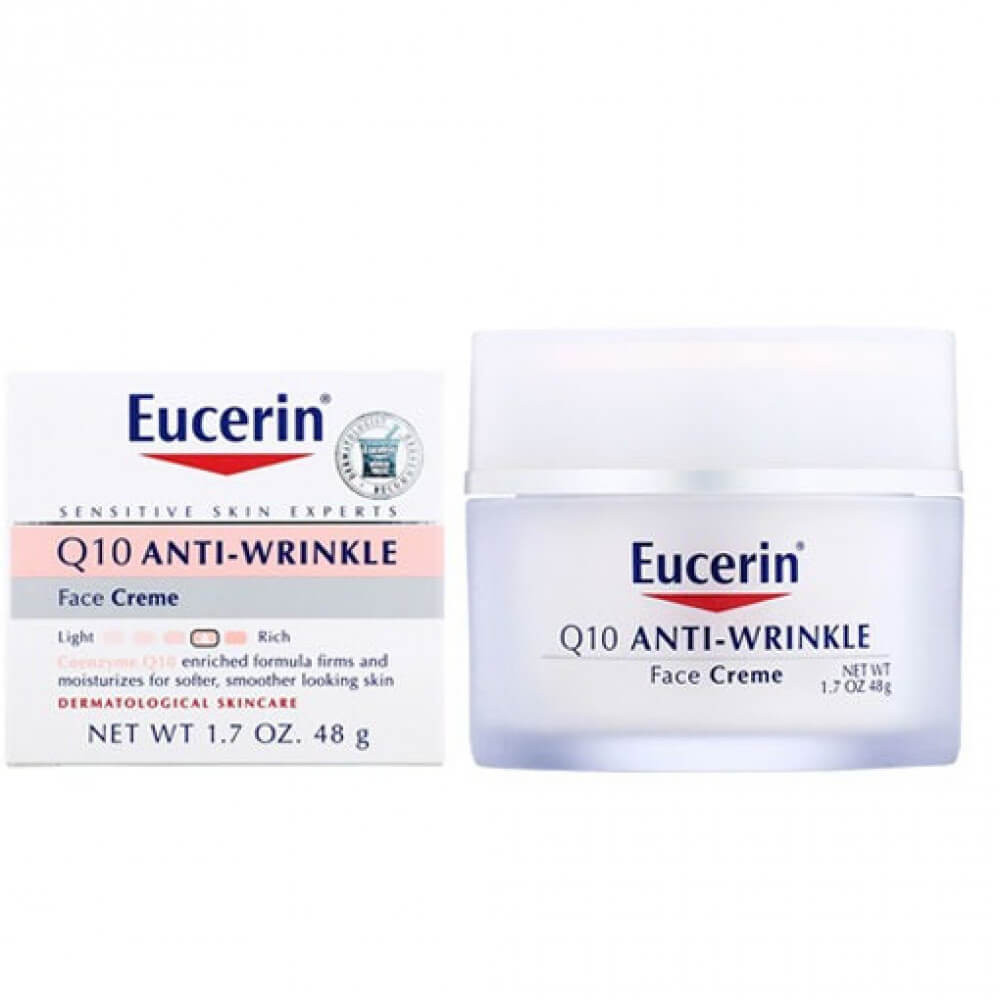 Eucerin®
DERMATOLOGIST RECOMMENDED
SENSITIVE SKIN EXPERTS
Q10 ANTI-WRINKLE
Face Creme
Light Rich
Coenzyme Q10 enriched formula firms and
moisturizes for softer, smoother looking skin
DERMATOLOGICAL SKINCARE
NET WT 1.7 OZ. 48 g
Eucerin®
Q10 ANTI-WRINKLE
Face Creme
NET WT
1.7 OZ 48g